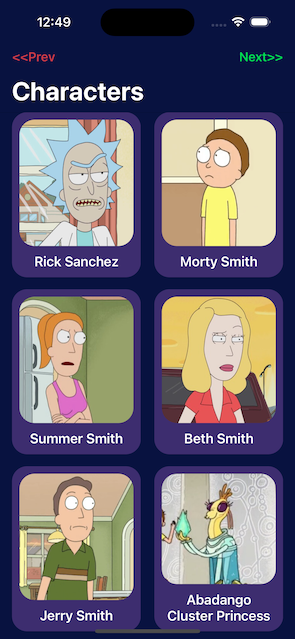 12:49
<<Prev
Next>>
Characters
Rick Sanchez
Morty Smith
Summer Smith
Beth Smith
Jerry Smith
Abadango
Cluster Princess